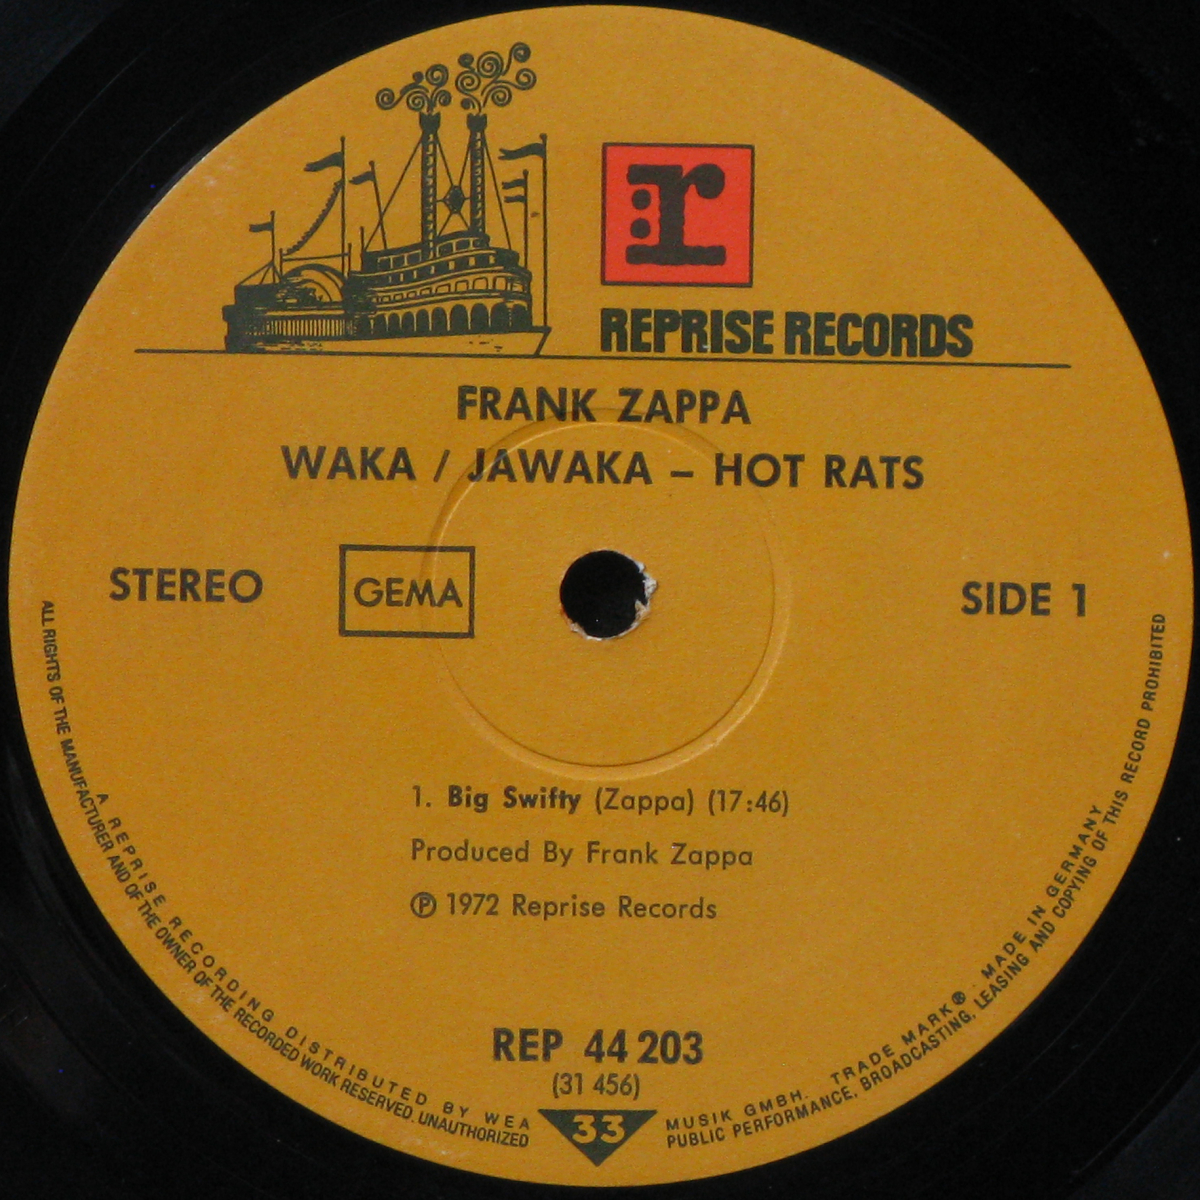 r
REPRISE RECORDS
FRANK ZAPPA
WAKA / JAWAKA – HOT RATS
STEREO
GEMA
SIDE 1
1. Big Swifty (Zappa) (17:46)
Produced By Frank Zappa
℗ 1972 Reprise Records
REP 44 203
(31 456)
33
A REPRISE RECORDING DISTRIBUTED BY WEA MUSIK GMBH. TRADE MARK®. MADE IN GERMANY
ALL RIGHTS OF THE MANUFACTURER AND OF THE OWNER OF THE RECORDED WORK RESERVED. UNAUTHORIZED PUBLIC PERFORMANCE, BROADCASTING, LEASING AND COPYING OF THIS RECORD PROHIBITED